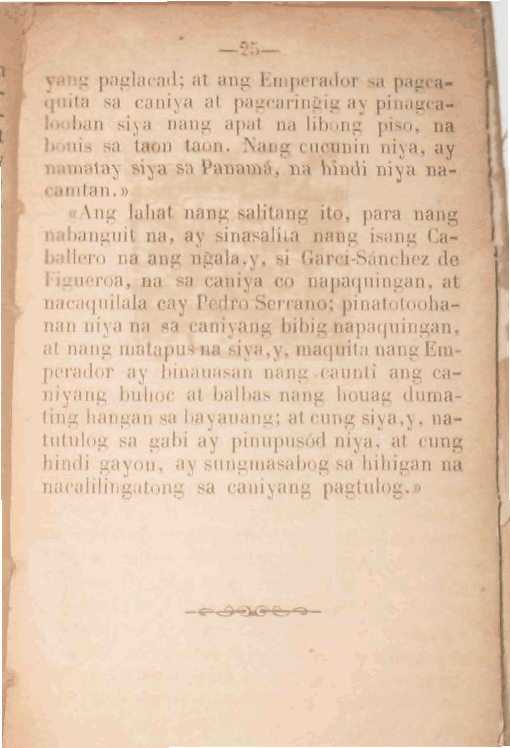 —25—
yang paglacad; at ang Emperador sa pagca-
quita sa caniya at pagcaringig̃ ay pinagca-
looban siya nang apat na libong piso, na
bouis sa taon taon. Nang cucunin niya, ay
namatay siya sa Panamá, na hindi niya na-
camtan.»
«Ang lahat nang salitang ito, para nang
nabanguit na, ay sinasalita nang isang Ca-
ballero na ang ng̃ala,y, si Garci-Sánchez de
Figueroa, na sa caniya co napaquingan, at
nacaquilala cay Pedro Serrano; pinatotooha-
nan niya na sa caniyang bibig napaquingan,
at nang matapus na siya,y, maquita nang Em-
perador ay binauasan nang caunti ang ca-
niyang buhoc at balbas nang houag duma-
ting hangan sa bayauang; at cung siya,y, na-
tutulog sa gabi ay pinupusód niya, at cung
hindi gayon, ay sungmasabog sa hihigan na
nacalilingatong sa caniyang pagtulog.»